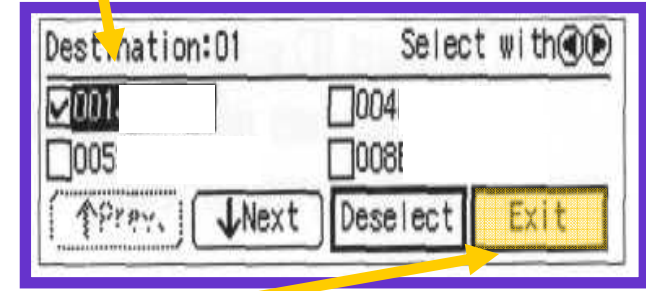 Destination:01 Select with
001 004
005 008
↑Prev. ↓Next Deselect Exit